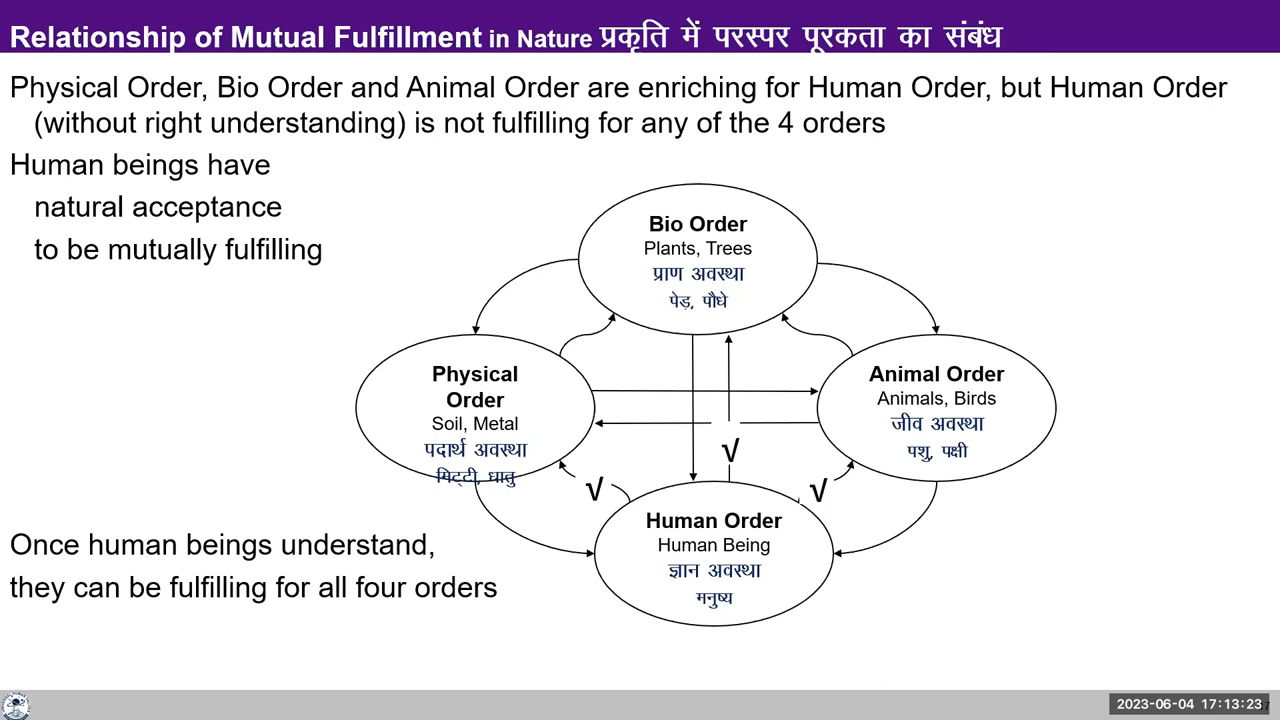 Relationship of Mutual Fulfillment in Nature प्रकृति में परस्पर पूरकता का संबंध
Physical Order, Bio Order and Animal Order are enriching for Human Order, but Human Order
(without right understanding) is not fulfilling for any of the 4 orders
Human beings have
natural acceptance
to be mutually fulfilling
Bio Order
Plants, Trees
प्राण अवस्था
पेड़, पौधे
Physical
Order
Soil, Metal
पदार्थ अवस्था
मिट्टी, धातु
Animal Order
Animals, Birds
जीव अवस्था
पशु, पक्षी
√
√
√
Human Order
Human Being
ज्ञान अवस्था
मनुष्य
Once human beings understand,
they can be fulfilling for all four orders
2023-06-04 17:13:23